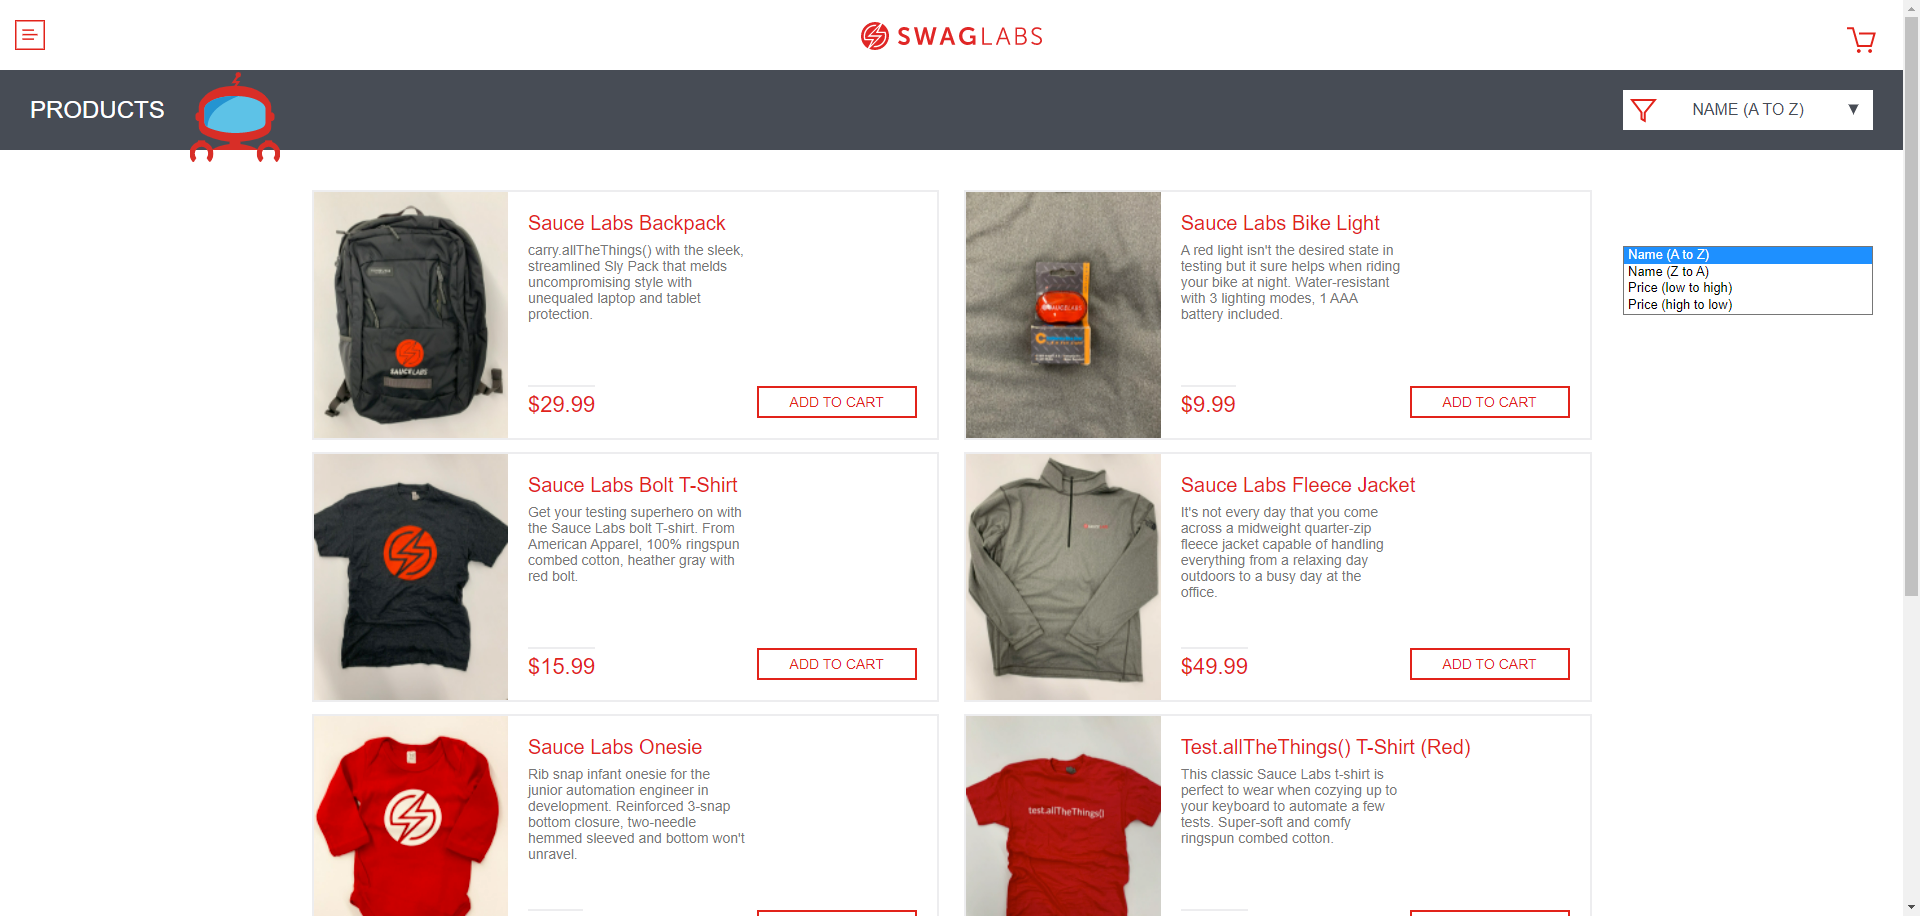 SWAGLABS
PRODUCTS
NAME (A TO Z)
Name (A to Z)
Name (Z to A)
Price (low to high)
Price (high to low)
Sauce Labs Backpack
carry.allTheThings() with the sleek,
streamlined Sly Pack that melds
uncompromising style with
unequaled laptop and tablet
protection.
$29.99
ADD TO CART
SAUCELABS
Sauce Labs Bike Light
A red light isn't the desired state in
testing but it sure helps when riding
your bike at night. Water-resistant
with 3 lighting modes, 1 AAA
battery included.
$9.99
ADD TO CART
SAUCELABS
Sauce Labs Bolt T-Shirt
Get your testing superhero on with
the Sauce Labs bolt T-shirt. From
American Apparel, 100% ringspun
combed cotton, heather gray with
red bolt.
$15.99
ADD TO CART
Sauce Labs Fleece Jacket
It's not every day that you come
across a midweight quarter-zip
fleece jacket capable of handling
everything from a relaxing day
outdoors to a busy day at the
office.
$49.99
ADD TO CART
Sauce Labs Onesie
Rib snap infant onesie for the
junior automation engineer in
development. Reinforced 3-snap
bottom closure, two-needle
hemmed sleeved and bottom won't
unravel.
Test.allTheThings() T-Shirt (Red)
This classic Sauce Labs t-shirt is
perfect to wear when cozying up to
your keyboard to automate a few
tests. Super-soft and comfy
ringspun combed cotton.
test.allTheThings()